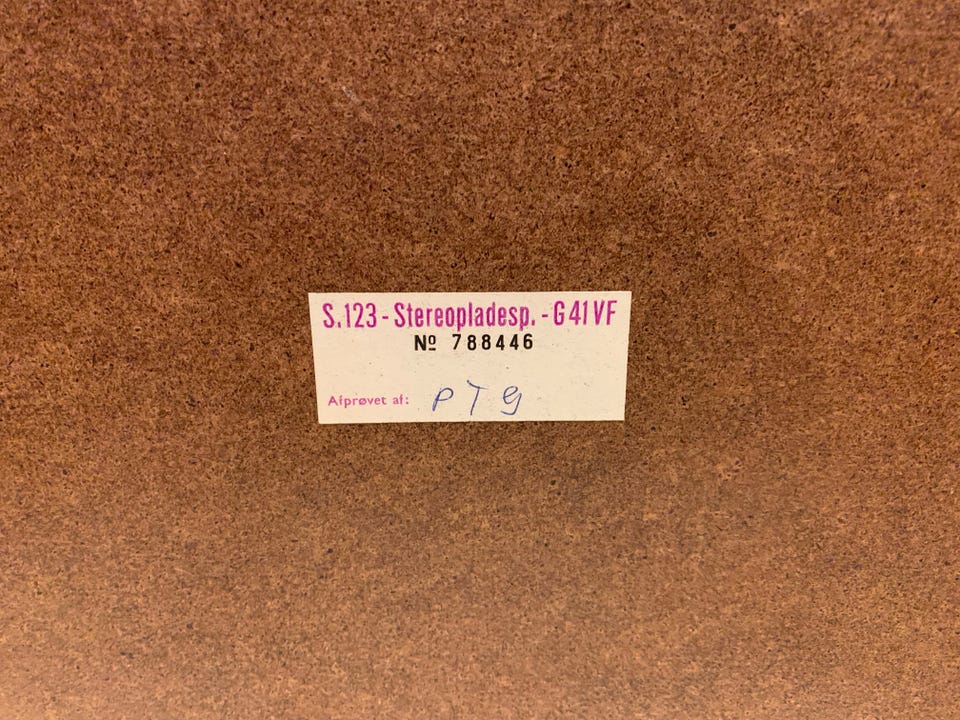 S.123 - Stereopladesp. - G41VF
Nº 788446
Afprøvet af: PTG